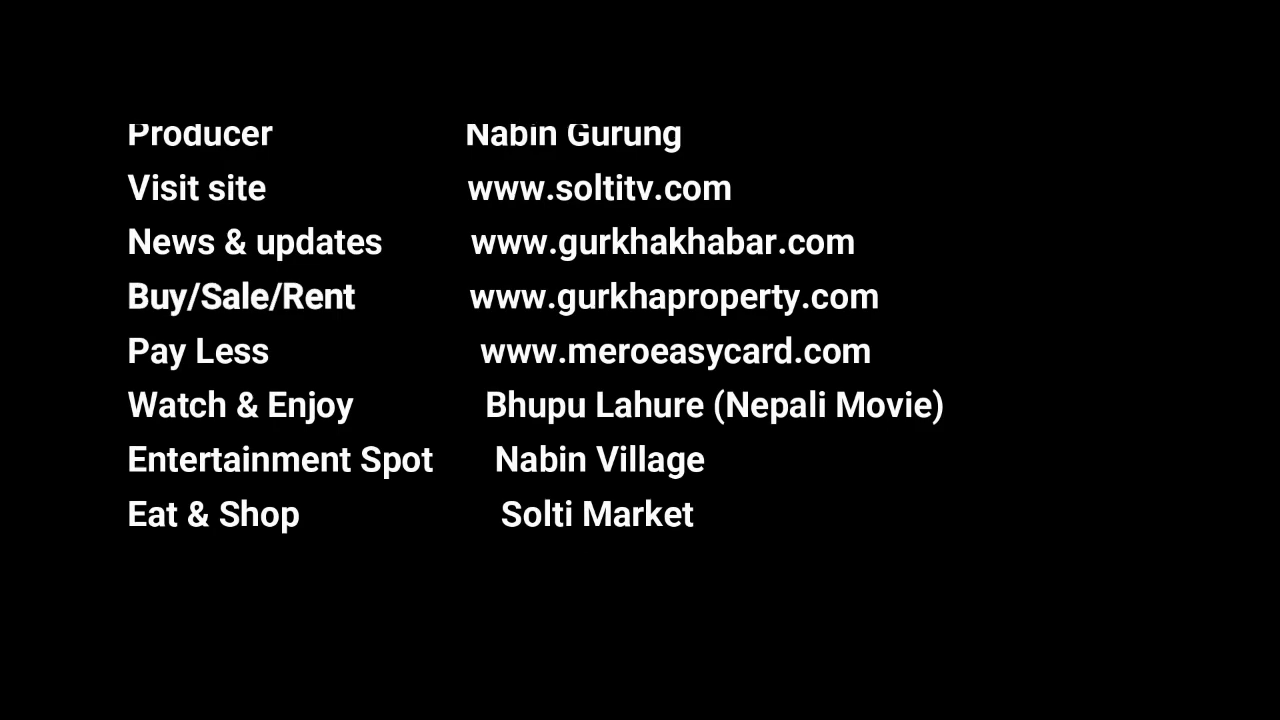 Producer Nabin Gurung
Visit site www.soltitv.com
News & updates www.gurkhakhabar.com
Buy/Sale/Rent www.gurkhaproperty.com
Pay Less www.meroeasycard.com
Watch & Enjoy Bhupu Lahure (Nepali Movie)
Entertainment Spot Nabin Village
Eat & Shop Solti Market